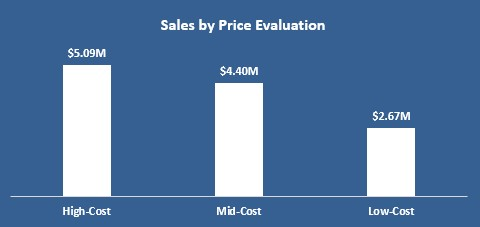 Sales by Price Evaluation
$5.09M
$4.40M
$2.67M
High-Cost
Mid-Cost
Low-Cost